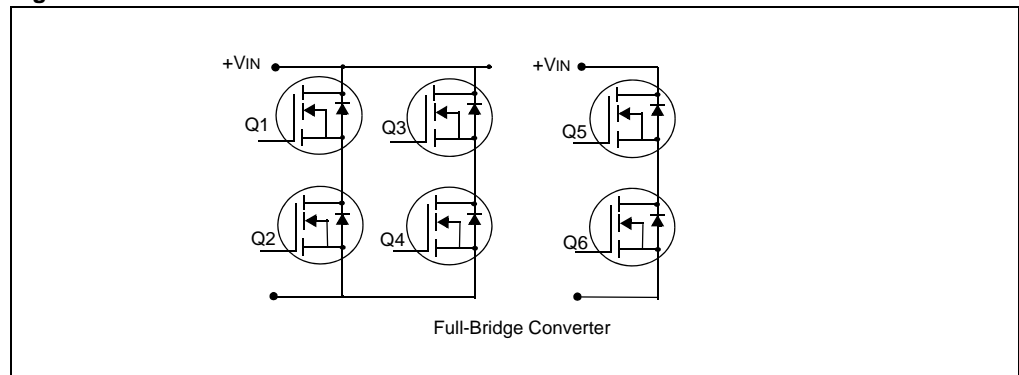 +VIN
+VIN
Q1
Q3
Q5
Q2
Q4
Q6
Full-Bridge Converter